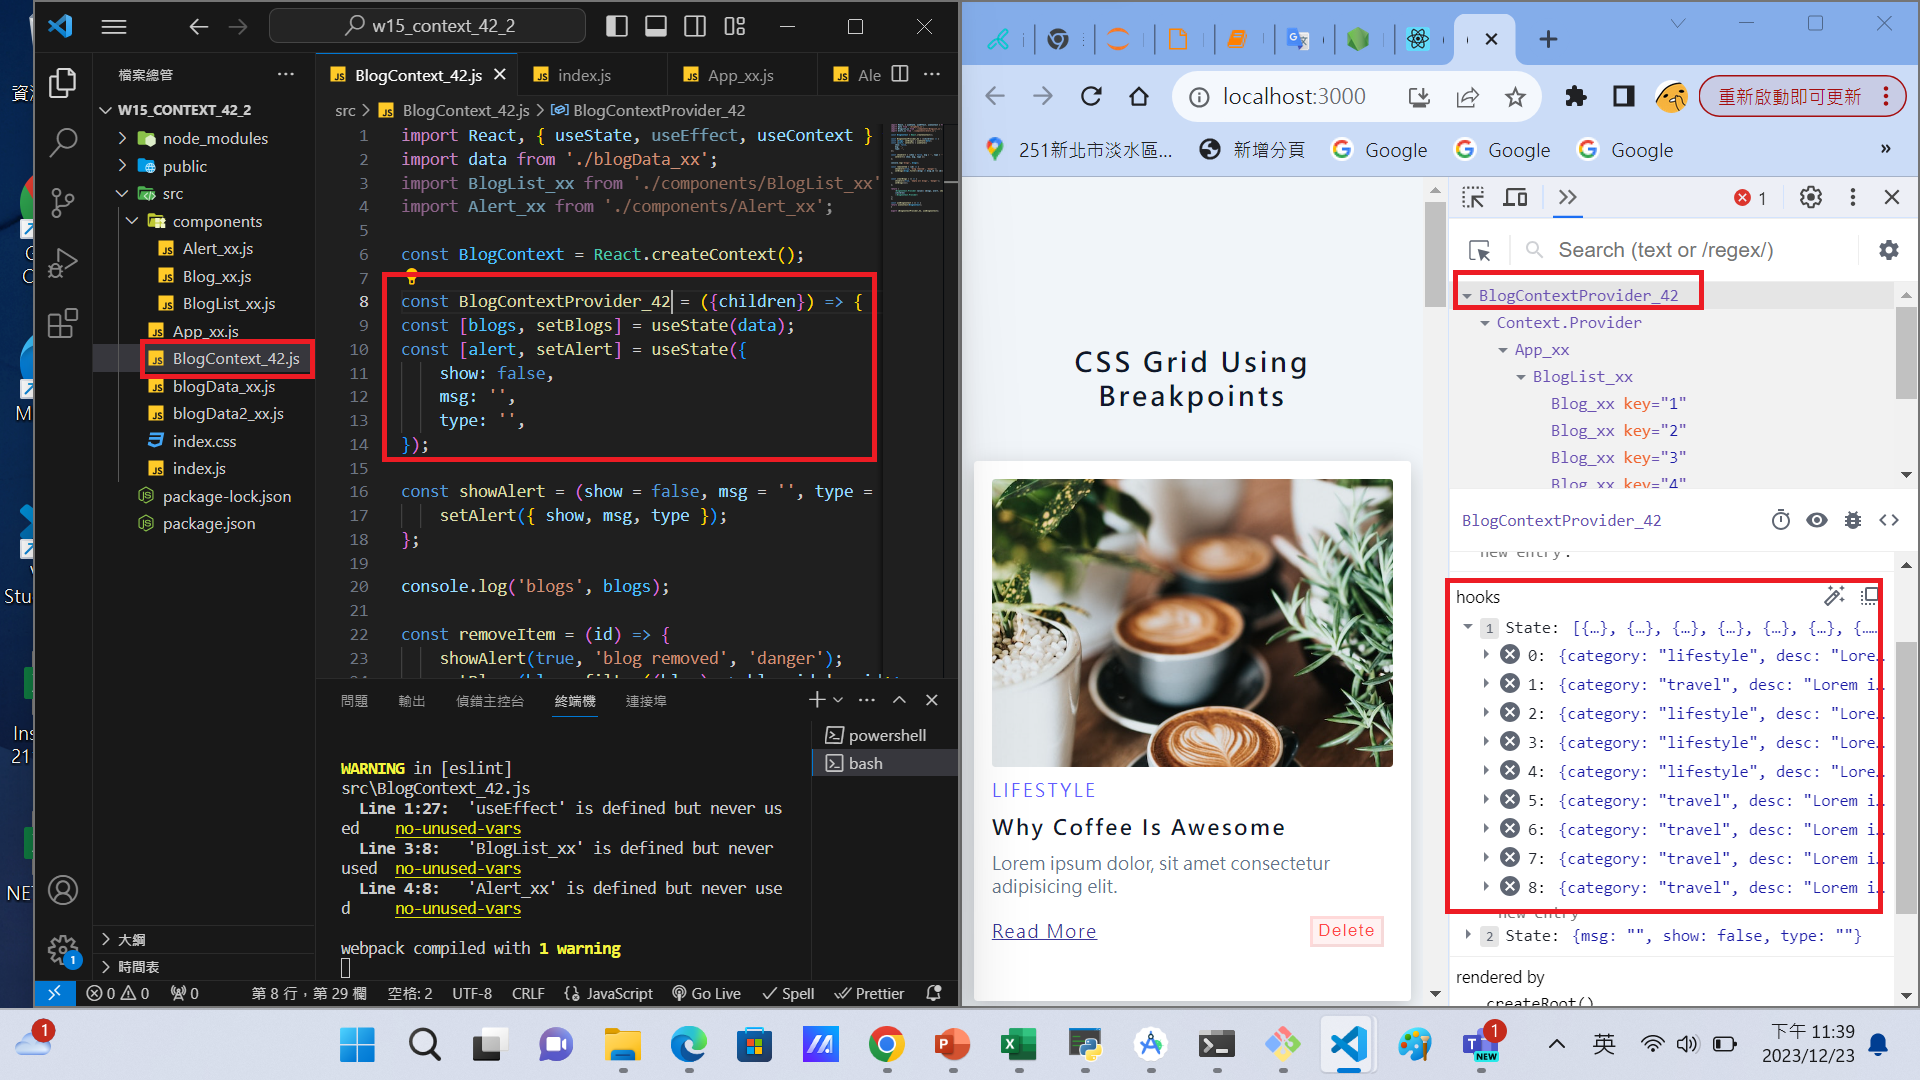 w15_context_42_2
檔案總管
W15_CONTEXT_42_2
node_modules
public
src
components
Alert_xx.js
Blog_xx.js
BlogList_xx.js
App_xx.js
BlogContext_42.js
blogData_xx.js
blogData2_xx.js
index.css
index.js
package-lock.json
package.json
大綱
時間表
BlogContext_42.js
index.js
App_xx.js
Ale
src > BlogContext_42.js > BlogContextProvider_42
1 import React, { useState, useEffect, useContext }
2 import data from './blogData_xx';
3 import BlogList_xx from './components/BlogList_xx'
4 import Alert_xx from './components/Alert_xx';
5
6 const BlogContext = React.createContext();
7
8 const BlogContextProvider_42 = ({children}) => {
9 const [blogs, setBlogs] = useState(data);
10 const [alert, setAlert] = useState({
11 show: false,
12 msg: '',
13 type: '',
14 });
15
16 const showAlert = (show = false, msg = '', type =
17 setAlert({ show, msg, type });
18 };
19
20 console.log('blogs', blogs);
21
22 const removeItem = (id) => {
23 showAlert(true, 'blog removed', 'danger');
問題 輸出 偵錯主控台 終端機 連接埠
powershell
bash
WARNING in [eslint]
src\BlogContext_42.js
Line 1:27: 'useEffect' is defined but never us
ed no-unused-vars
Line 3:8: 'BlogList_xx' is defined but never
used no-unused-vars
Line 4:8: 'Alert_xx' is defined but never use
d no-unused-vars
webpack compiled with 1 warning
0 0 0 第 8 行，第 29 欄 空格: 2 UTF-8 CRLF JavaScript Go Live Spell Prettier
localhost:3000
重新啟動即可更新
251新北市淡水區... 新增分頁 Google Google Google »
CSS Grid Using
Breakpoints
LIFESTYLE
Why Coffee Is Awesome
Lorem ipsum dolor, sit amet consectetur
adipisicing elit.
Read More
Delete
1
Search (text or /regex/)
BlogContextProvider_42
Context.Provider
App_xx
BlogList_xx
Blog_xx key="1"
Blog_xx key="2"
Blog_xx key="3"
Blog_xx key="4"
BlogContextProvider_42
new entry:
hooks
1 State: [{…}, {…}, {…}, {…}, {…}, {…}, {……
0: {category: "lifestyle", desc: "Lore…
1: {category: "travel", desc: "Lorem i…
2: {category: "lifestyle", desc: "Lore…
3: {category: "lifestyle", desc: "Lore…
4: {category: "lifestyle", desc: "Lore…
5: {category: "travel", desc: "Lorem i…
6: {category: "travel", desc: "Lorem i…
7: {category: "travel", desc: "Lorem i…
8: {category: "travel", desc: "Lorem i…
new entry
2 State: {msg: "", show: false, type: ""}
rendered by
createRoot()
1
1
NEW
英
下午 11:39
2023/12/23